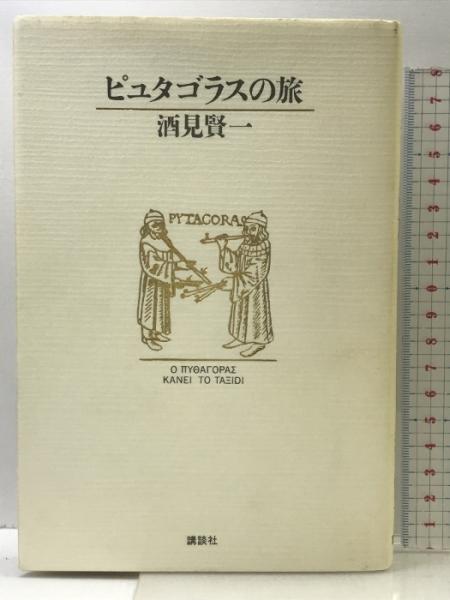 ピュタゴラスの旅
酒見賢一
PYTACORAS
Ο ΠΥΘΑΓΟΡΑΣ
ΚΑΝΕΙ ΤΟ ΤΑΞΙDI
講談社